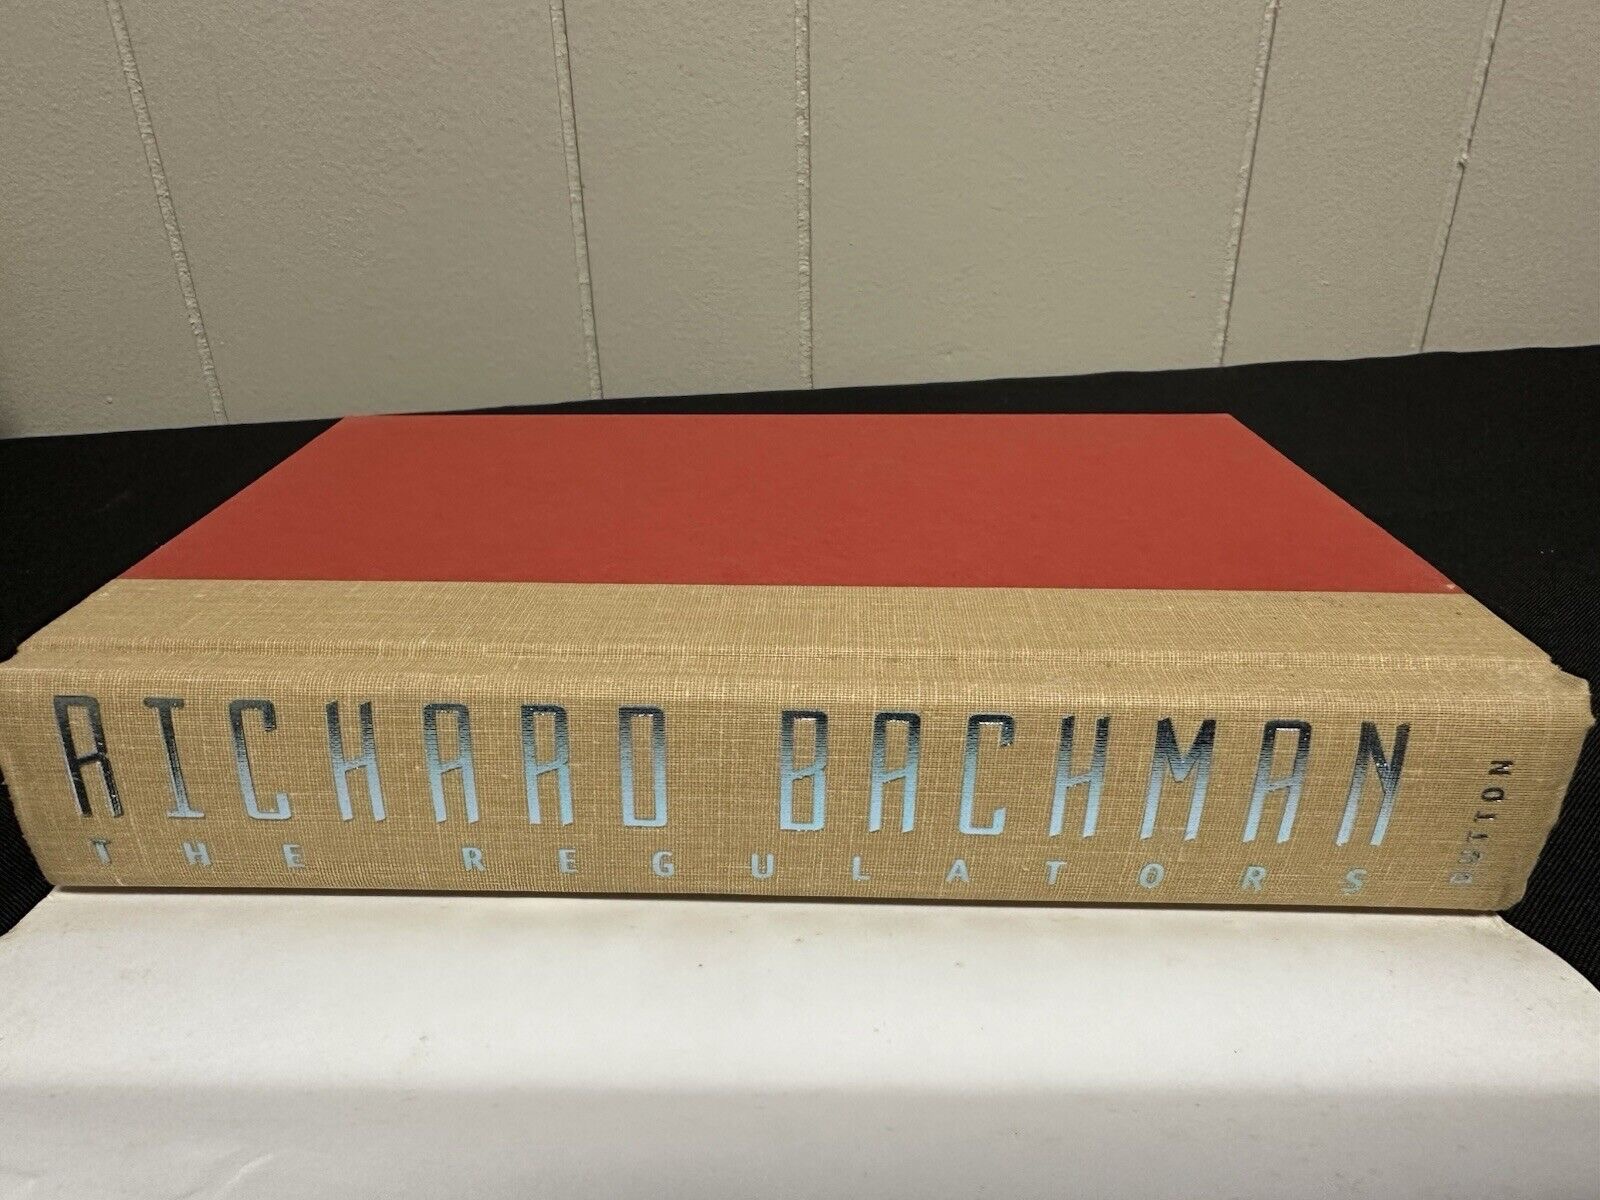 RICHARD BACHMAN
THE REGULATORS
DUTTON